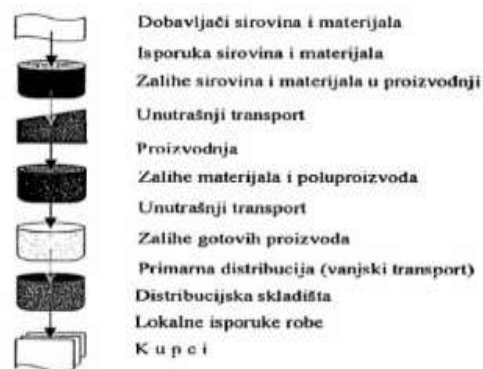 Dobavljači sirovina i materijala
Isporuka sirovina i materijala
Zalihe sirovina i materijala u proizvodnji
Unutrašnji transport
Proizvodnja
Zalihe materijala i poluproizvoda
Unutrašnji transport
Zalihe gotovih proizvoda
Primarna distribucija (vanjski transport)
Distribucijska skladišta
Lokalne isporuke robe
K u p c i